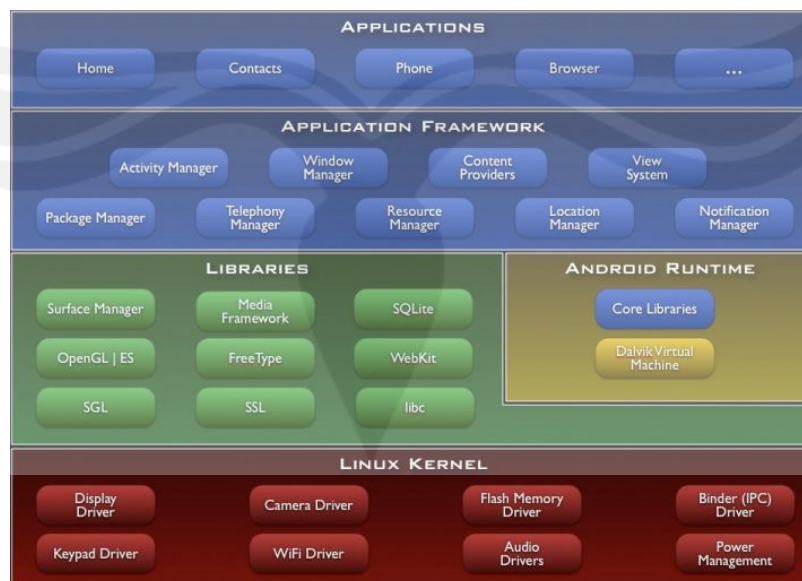 APPLICATIONS
Home
Contacts
Phone
Browser
...
APPLICATION FRAMEWORK
Activity Manager
Window
Manager
Content
Providers
View
System
Package Manager
Telephony
Manager
Resource
Manager
Location
Manager
Notification
Manager
LIBRARIES
Surface Manager
Media
Framework
SQLite
OpenGL | ES
FreeType
WebKit
SGL
SSL
libc
ANDROID RUNTIME
Core Libraries
Dalvik Virtual
Machine
LINUX KERNEL
Display
Driver
Camera Driver
Flash Memory
Driver
Binder (IPC)
Driver
Keypad Driver
WiFi Driver
Audio
Drivers
Power
Management